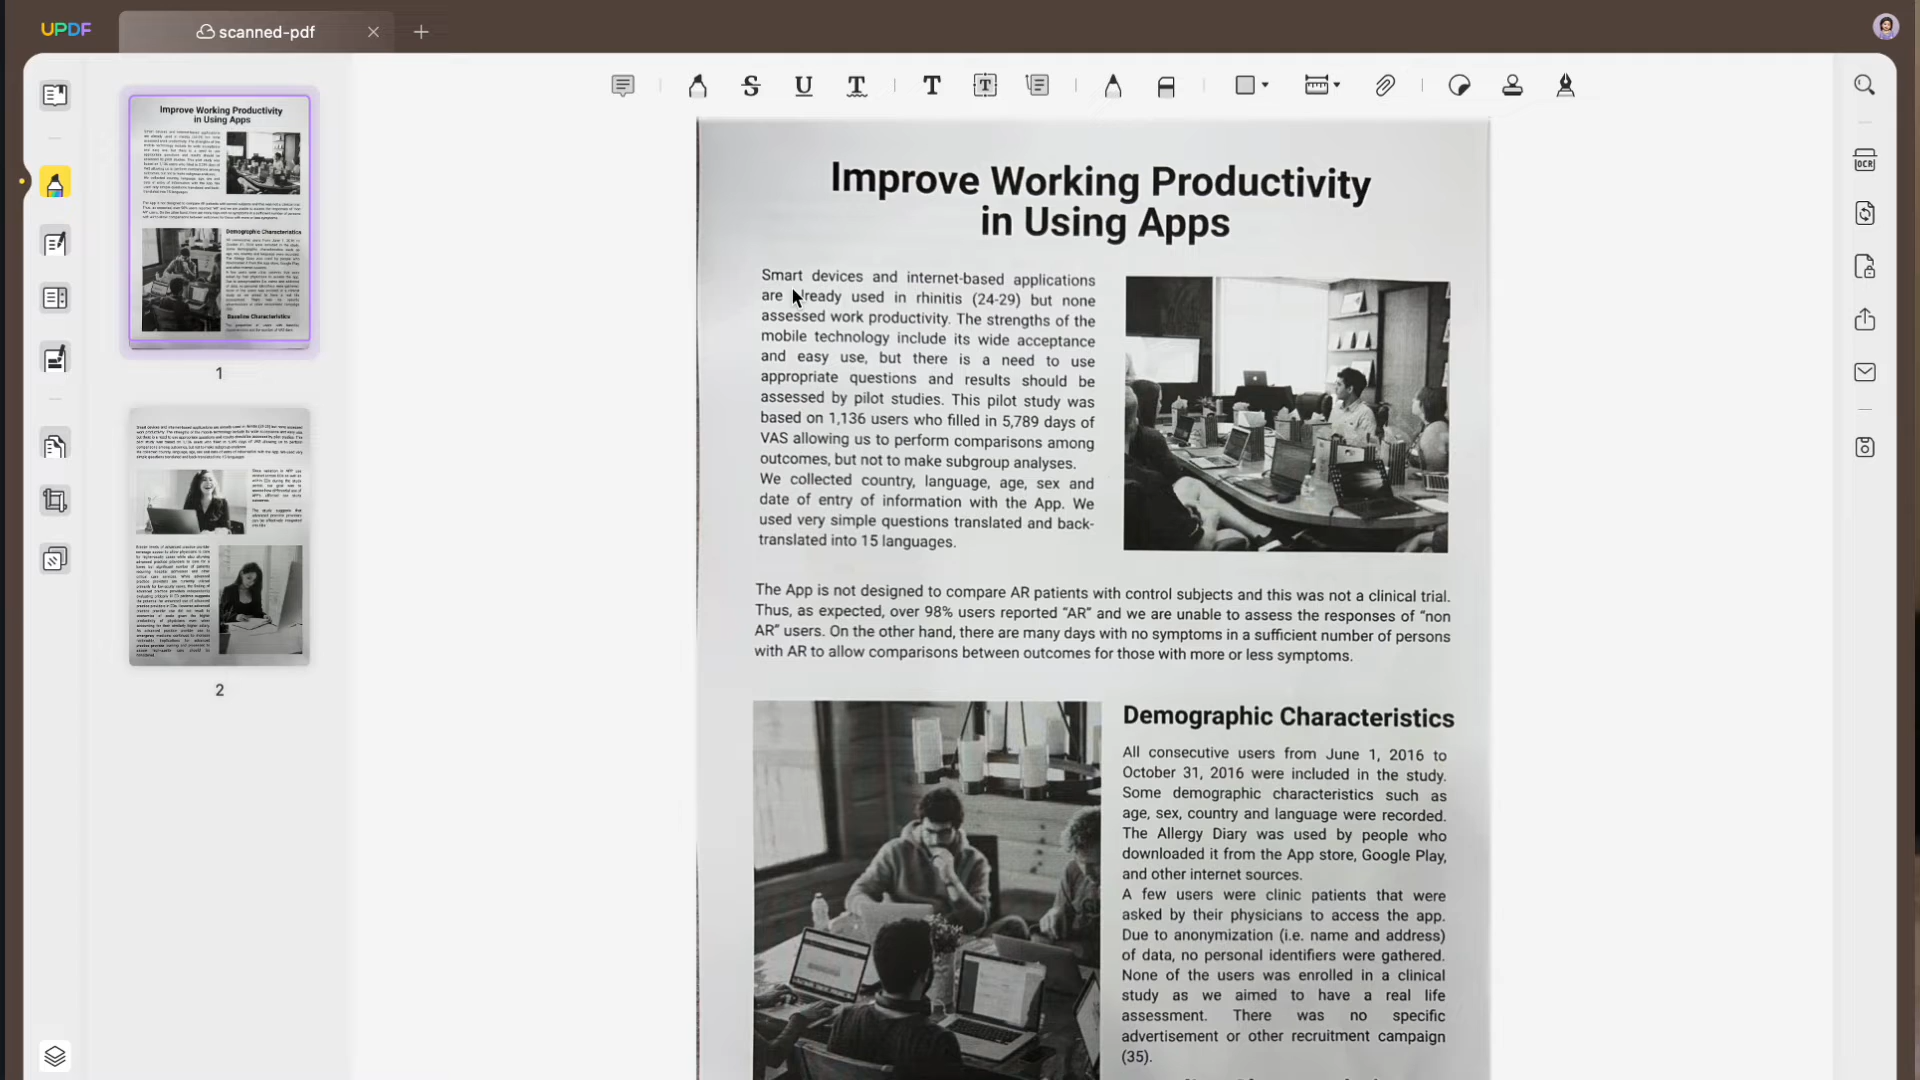 UPDF
scanned-pdf
OCR
Improve Working Productivity
in Using Apps
Smart devices and internet-based applications
are already used in rhinitis (24-29) but none
assessed work productivity. The strengths of the
mobile technology include its wide acceptance
and easy use, but there is a need to use
appropriate questions and results should be
assessed by pilot studies. This pilot study was
based on 1,136 users who filled in 5,789 days of
VAS allowing us to perform comparisons among
outcomes, but not to make subgroup analyses.
We collected country, language, age, sex and
date of entry of information with the App. We
used very simple questions translated and back-
translated into 15 languages.
The App is not designed to compare AR patients with control subjects and this was not a clinical trial.
Thus, as expected, over 98% users reported “AR” and we are unable to assess the responses of “non
AR” users. On the other hand, there are many days with no symptoms in a sufficient number of persons
with AR to allow comparisons between outcomes for those with more or less symptoms.
Demographic Characteristics
All consecutive users from June 1, 2016 to
October 31, 2016 were included in the study.
Some demographic characteristics such as
age, sex, country and language were recorded.
The Allergy Diary was used by people who
downloaded it from the App store, Google Play,
and other internet sources.
A few users were clinic patients that were
asked by their physicians to access the app.
Due to anonymization (i.e. name and address)
of data, no personal identifiers were gathered.
None of the users was enrolled in a clinical
study as we aimed to have a real life
assessment. There was no specific
advertisement or other recruitment campaign
(35).
Improve Working Productivity
in Using Apps
Demographic Characteristics
Baseline Characteristics
1
2